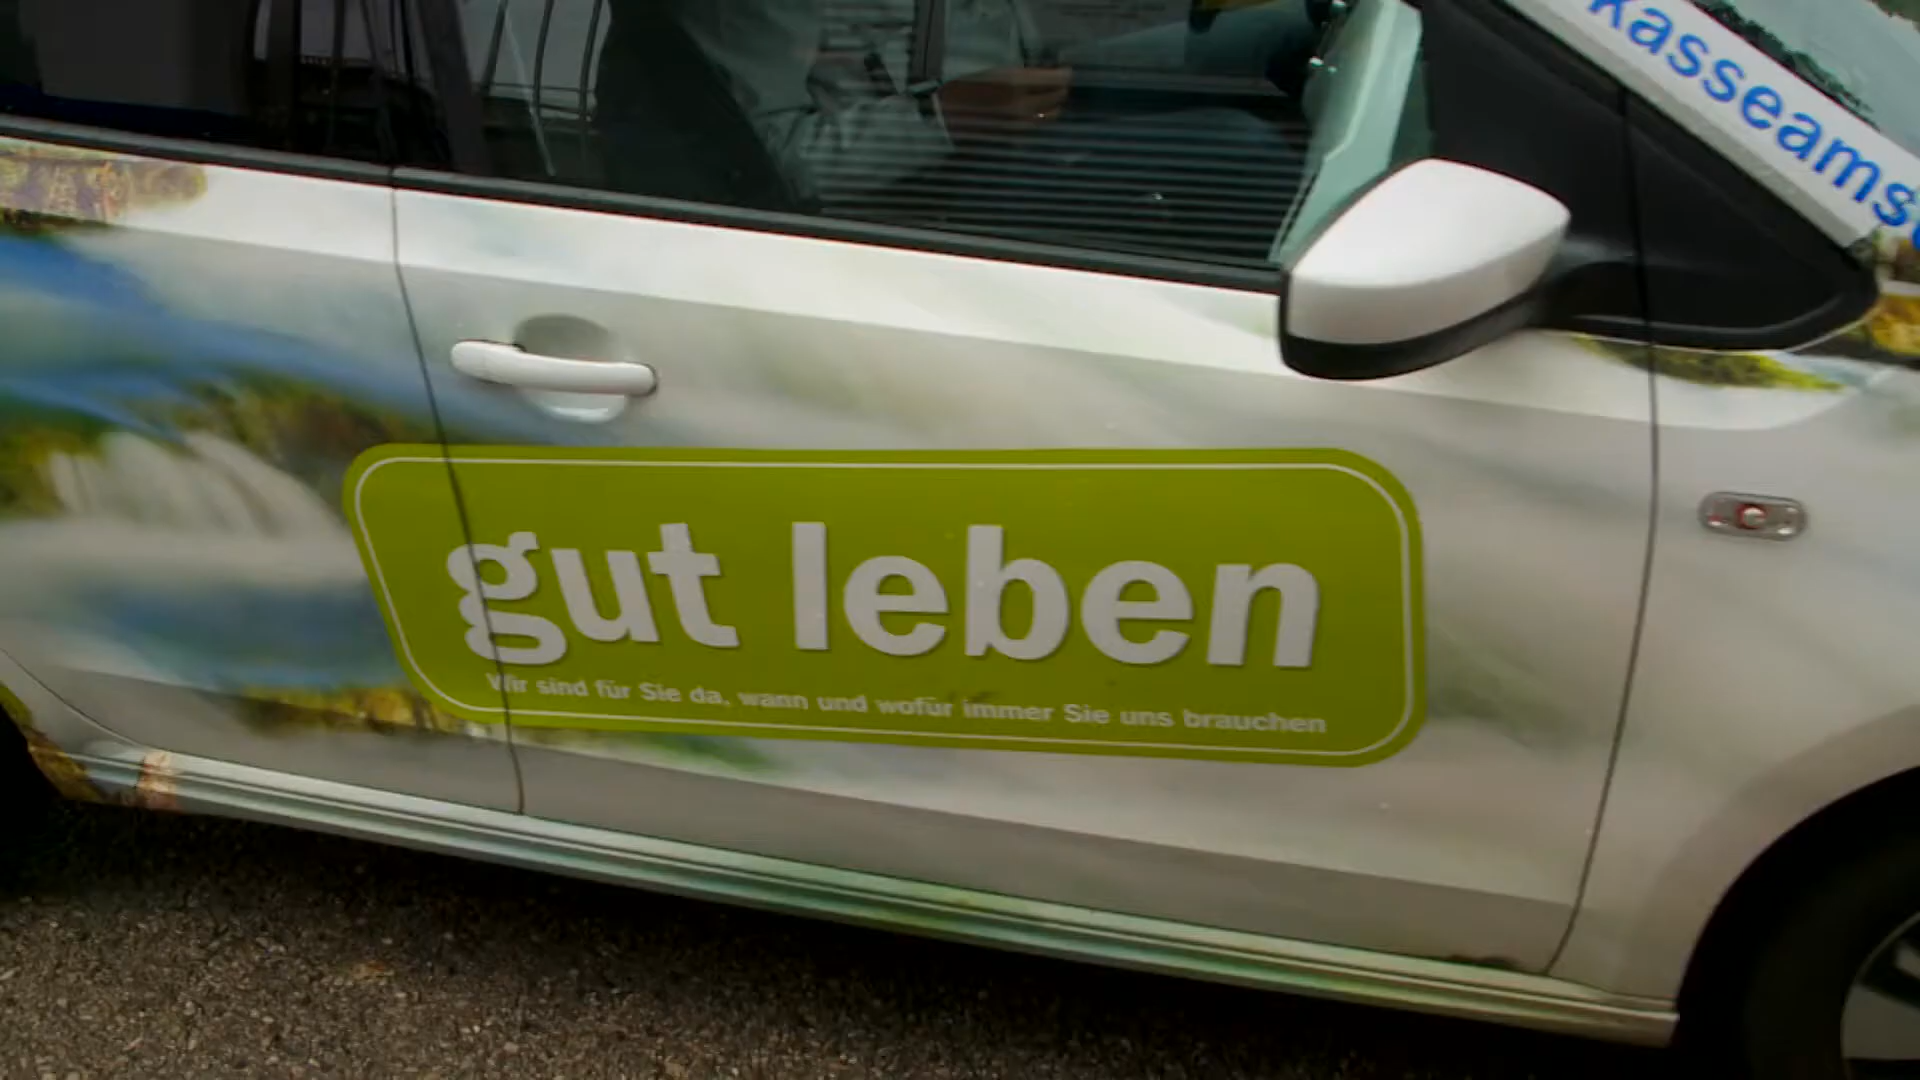 kasseams
gut leben
Wir sind für Sie da, wann und wofür immer Sie uns brauchen